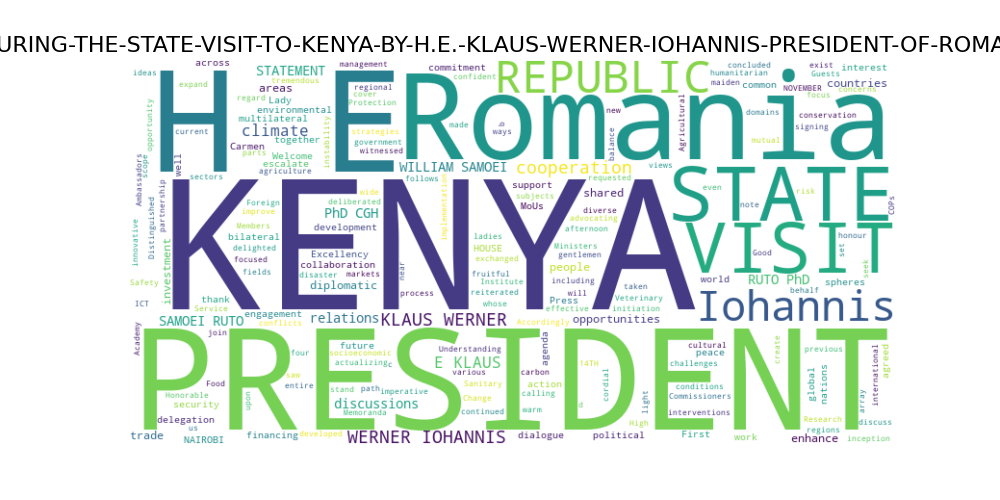 URING-THE-STATE-VISIT-TO-KENYA-BY-H.E.-KLAUS-WERNER-IOHANNIS-PRESIDENT-OF-ROMA
across management commitment concluded exist interest
ideas STATEMENT tremendous regional confident REPUBLIC humanitarian Guests
expand areas cover maiden common NOVEMBER countries
regard Lady Protection H E Romania focus concerns
opportunity environmental new domains
multilateral made as conservation
current climate instability strategies ways balance Agricultural signing
together government mutual
Carmen parts witnessed
scope well Welcome WILLIAM SAMOEI cooperation views
escalate follows requested STATE
sectors agriculture support shared even risk
Ambassadors Foreign wide implementation subjects diverse
partnership improve deliberated MoUs advocating note COPs
Distinguished Members PhD CGH KENYA afternoon VISIT honour
bilateral development ladies Ministers set
innovative delighted Excellency HOUSE gentlemen Good
focused collaboration exchanged people world seek
investment fields disaster markets fruitful including RUTO PhD spheres
Safety diplomatic near Institute will Press Veterinary behalf
ICT thank process reiterated taken Iohannis
Service whose effective initiation
SAMOEI RUTO engagement relations KLAUS WERNER Accordingly opportunities
conflicts
Academy join PRESIDENT cultural create previous
four future Understanding agenda peace agreed
socioeconomic E KLAUS 14TH challenges global international
actualizing various carbon nations
Food sam action cordial conditions array
Honorable entire stand path imperative Sanitary calling light Commissioners
security upon discussions Change High interventions Research discuss
delegation us Memoranda continued warm regions
trade NAIROBI financing developed WERNER IOHANNIS dialogue political First work enhance inception